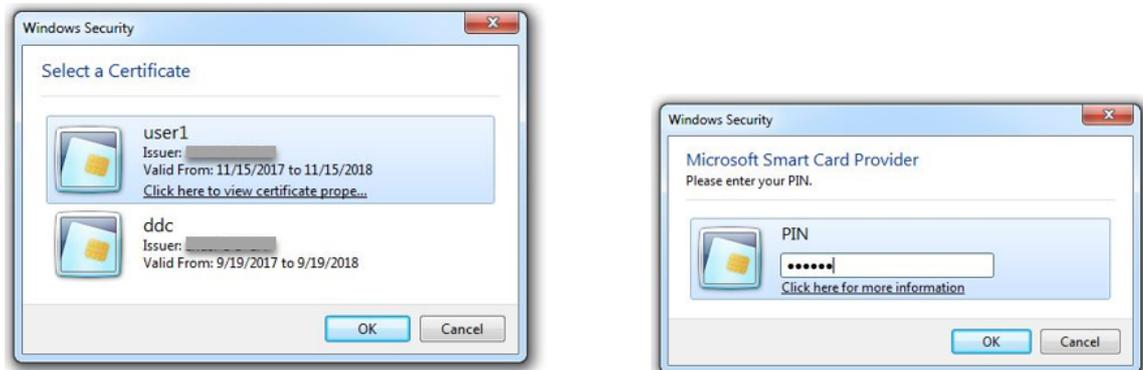 Windows Security
Select a Certificate
user1
Issuer:
Valid From: 11/15/2017 to 11/15/2018
Click here to view certificate prope...
ddc
Issuer:
Valid From: 9/19/2017 to 9/19/2018
OK
Cancel
Windows Security
Microsoft Smart Card Provider
Please enter your PIN.
PIN
••••••
Click here for more information
OK
Cancel